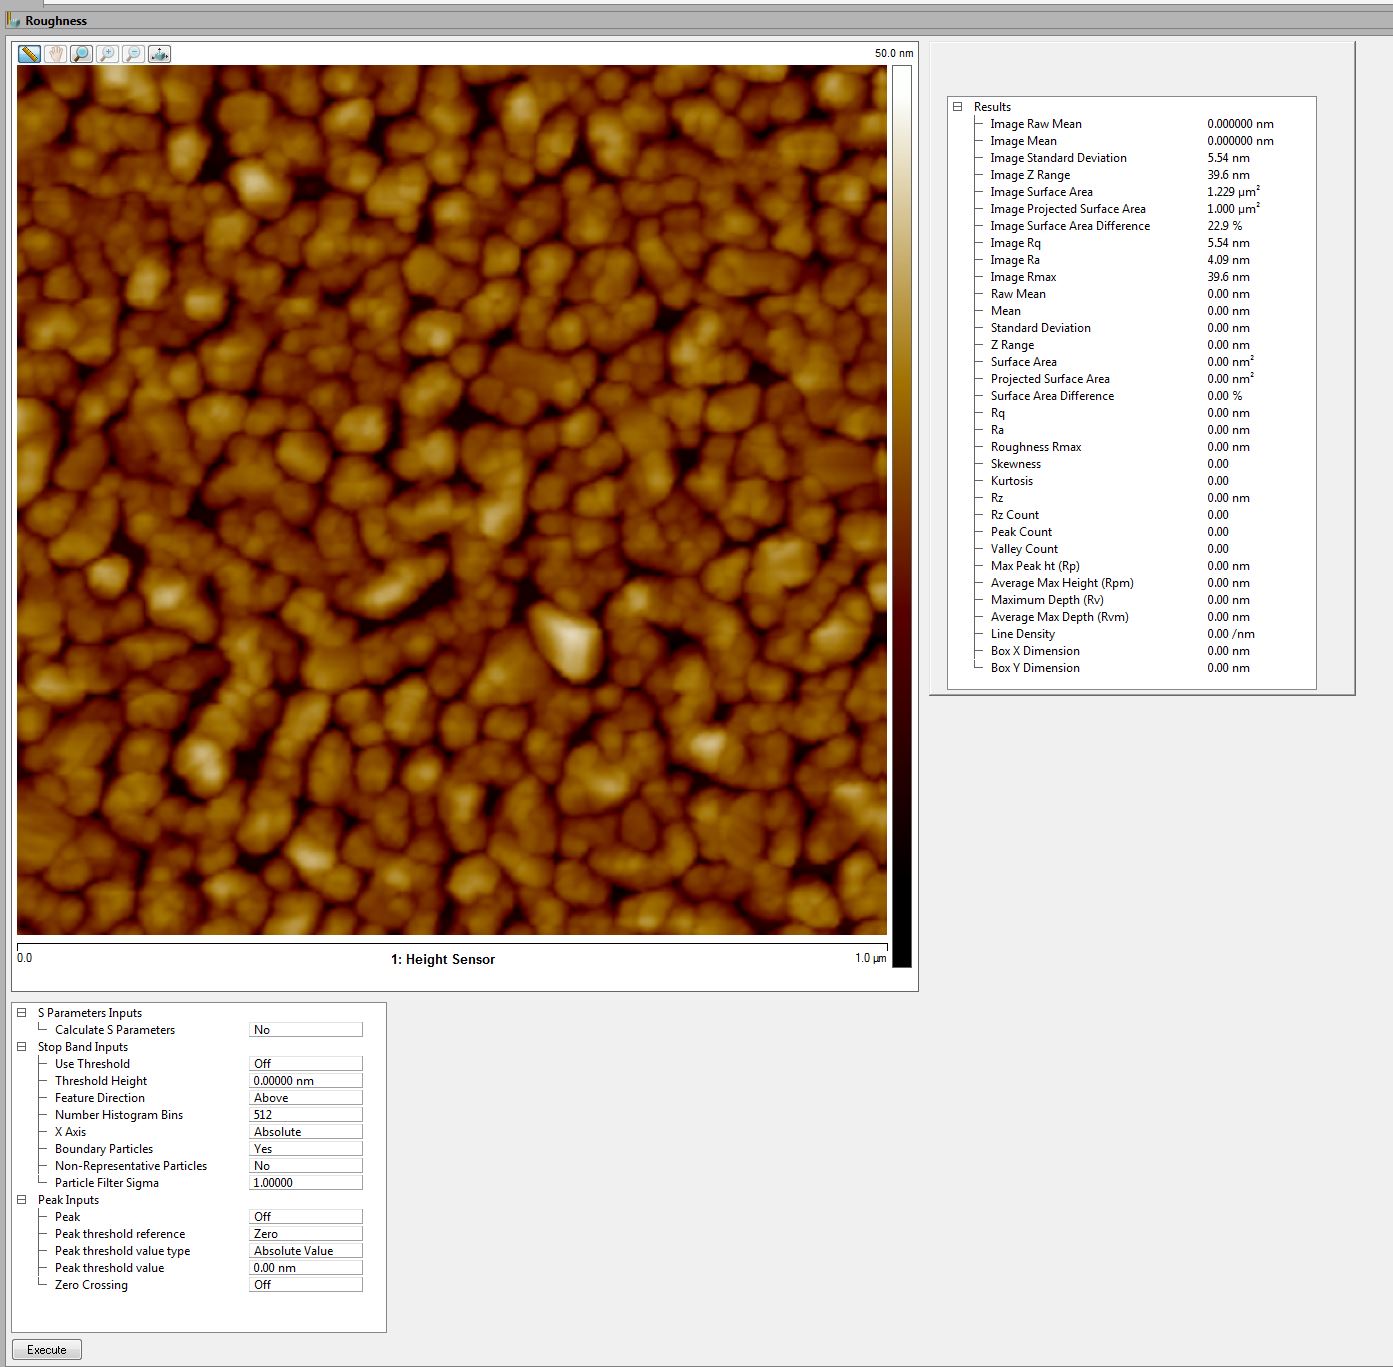 Roughness
50.0 nm
0.0
1: Height Sensor
1.0 µm
Results
Image Raw Mean 0.000000 nm
Image Mean 0.000000 nm
Image Standard Deviation 5.54 nm
Image Z Range 39.6 nm
Image Surface Area 1.229 µm²
Image Projected Surface Area 1.000 µm²
Image Surface Area Difference 22.9 %
Image Rq 5.54 nm
Image Ra 4.09 nm
Image Rmax 39.6 nm
Raw Mean 0.00 nm
Mean 0.00 nm
Standard Deviation 0.00 nm
Z Range 0.00 nm
Surface Area 0.00 nm²
Projected Surface Area 0.00 nm²
Surface Area Difference 0.00 %
Rq 0.00 nm
Ra 0.00 nm
Roughness Rmax 0.00 nm
Skewness 0.00
Kurtosis 0.00
Rz 0.00 nm
Rz Count 0.00
Peak Count 0.00
Valley Count 0.00
Max Peak ht (Rp) 0.00 nm
Average Max Height (Rpm) 0.00 nm
Maximum Depth (Rv) 0.00 nm
Average Max Depth (Rvm) 0.00 nm
Line Density 0.00 /nm
Box X Dimension 0.00 nm
Box Y Dimension 0.00 nm
S Parameters Inputs
Calculate S Parameters No
Stop Band Inputs
Use Threshold Off
Threshold Height 0.00000 nm
Feature Direction Above
Number Histogram Bins 512
X Axis Absolute
Boundary Particles Yes
Non-Representative Particles No
Particle Filter Sigma 1.00000
Peak Inputs
Peak Off
Peak threshold reference Zero
Peak threshold value type Absolute Value
Peak threshold value 0.00 nm
Zero Crossing Off
Execute